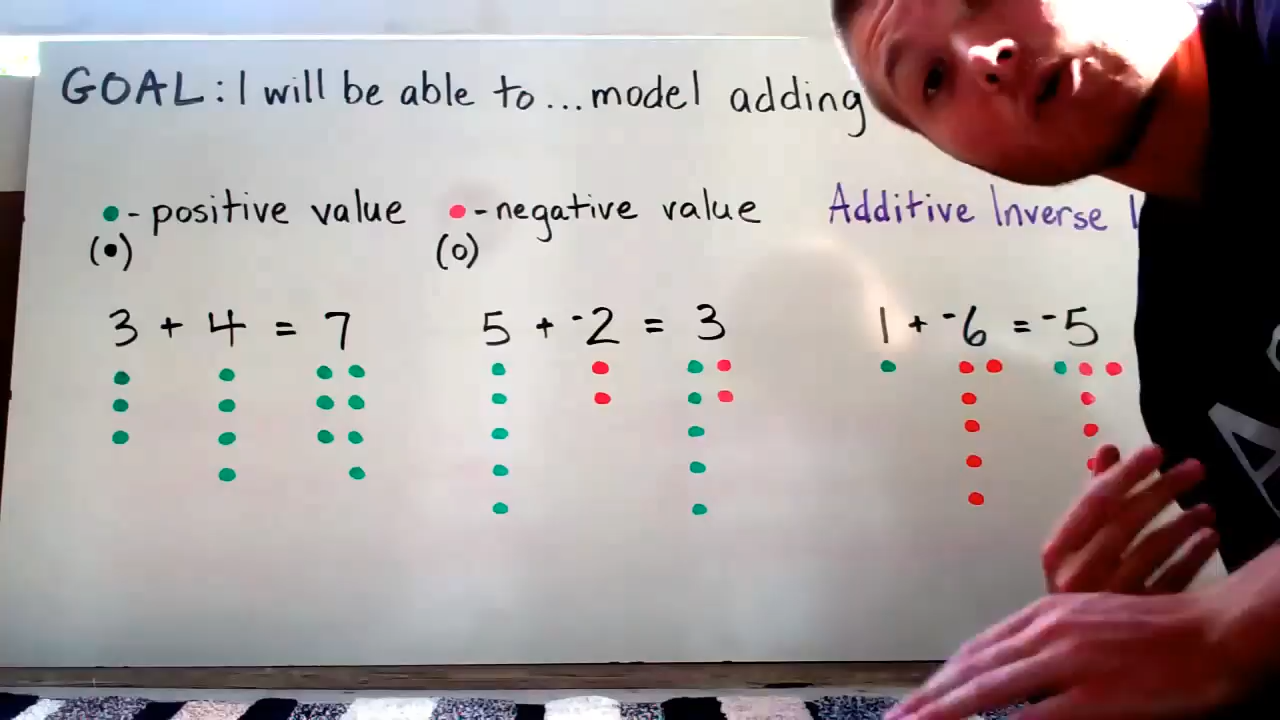 GOAL: I will be able to...model adding
- positive value
- negative value
Additive Inverse
3 + 4 = 7
5 + -2 = 3
1 + -6 = -5